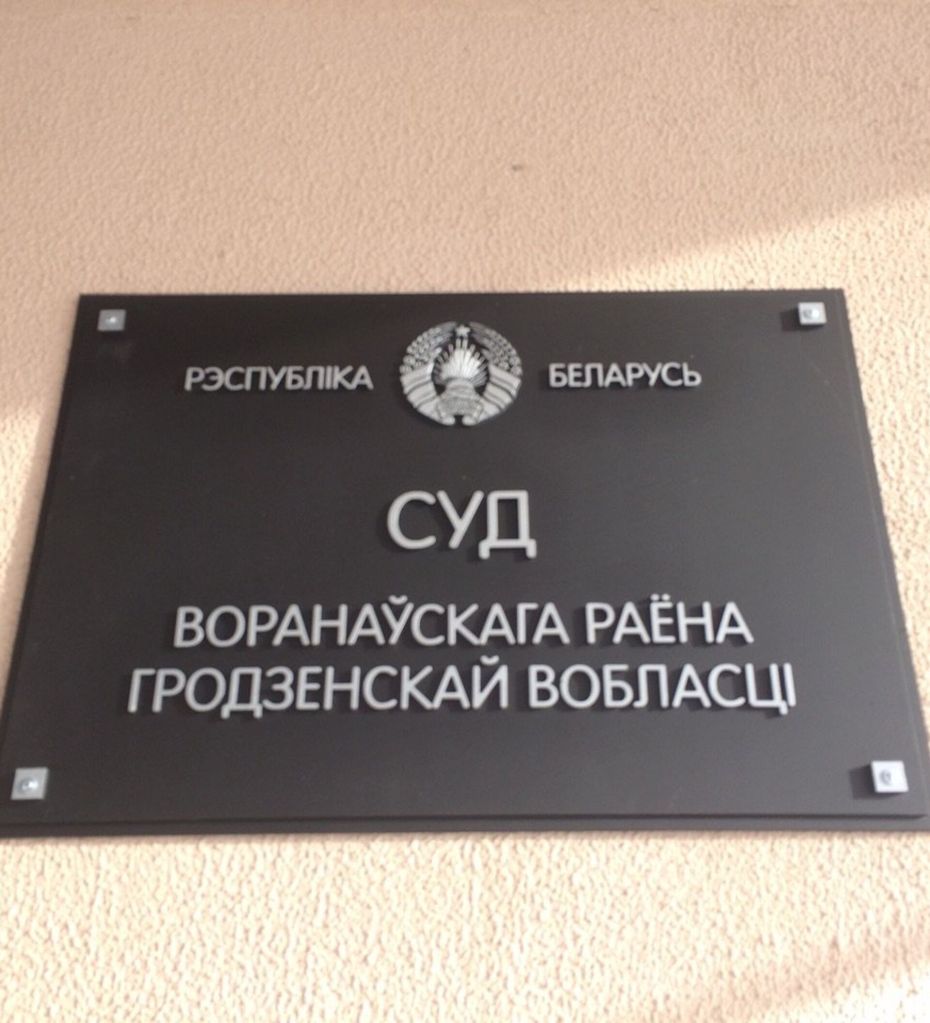 РЭСПУБЛІКА БЕЛАРУСЬ
СУД
ВОРАНАЎСКАГА РАЁНА
ГРОДЗЕНСКАЙ ВОБЛАСЦІ